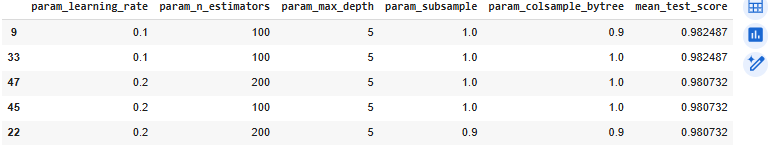 param_learning_rate param_n_estimators param_max_depth param_subsample param_colsample_bytree mean_test_score
9 0.1 100 5 1.0 0.9 0.982487
33 0.1 100 5 1.0 1.0 0.982487
47 0.2 200 5 1.0 1.0 0.980732
45 0.2 100 5 1.0 1.0 0.980732
22 0.2 200 5 0.9 0.9 0.980732